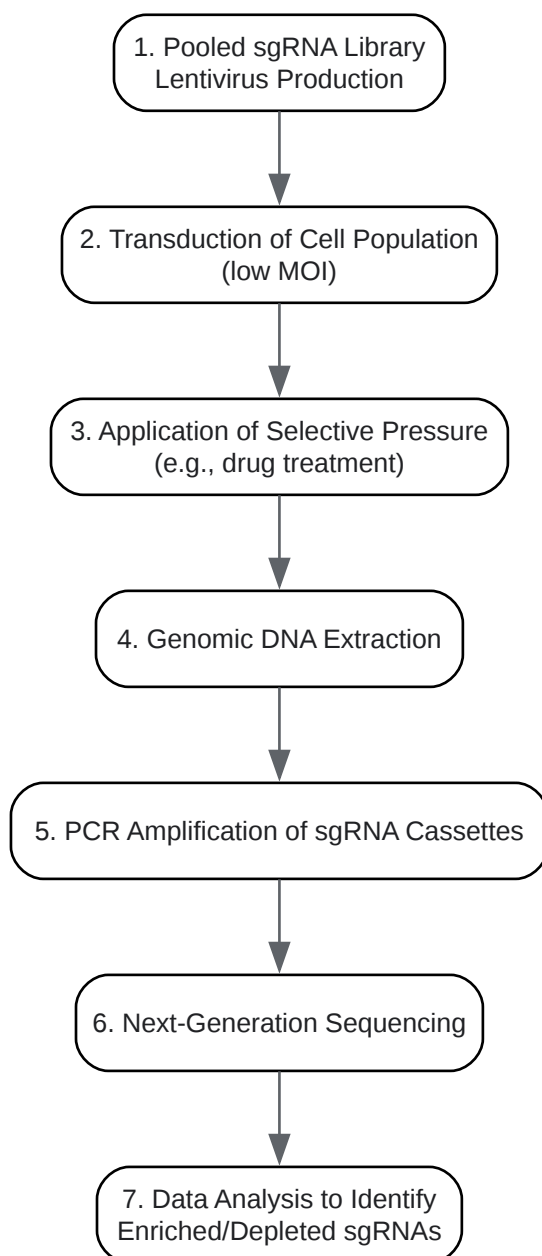 1. Pooled sgRNA Library
Lentivirus Production
2. Transduction of Cell Population
(low MOI)
3. Application of Selective Pressure
(e.g., drug treatment)
4. Genomic DNA Extraction
5. PCR Amplification of sgRNA Cassettes
6. Next-Generation Sequencing
7. Data Analysis to Identify
Enriched/Depleted sgRNAs